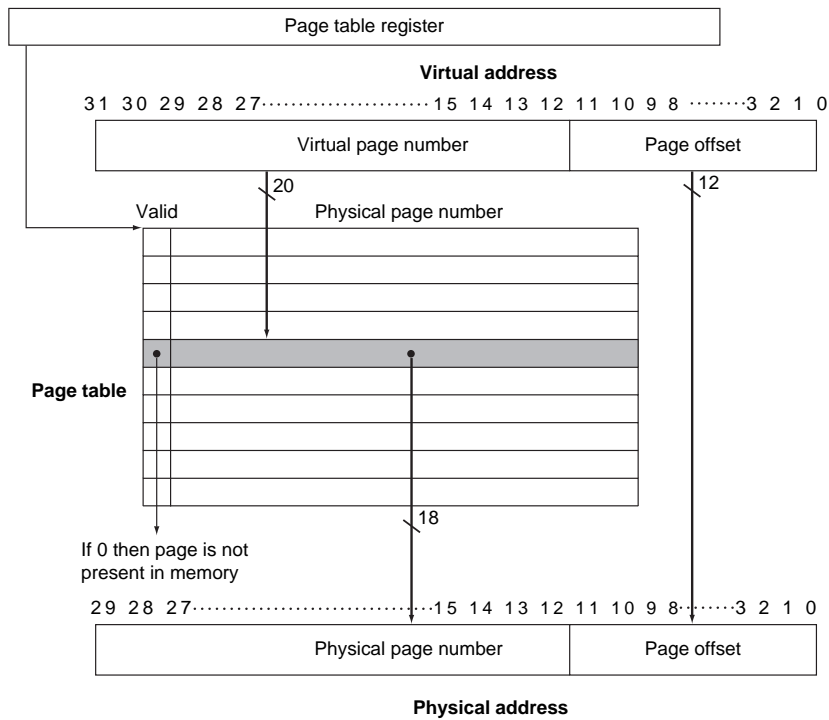 Page table register
Virtual address
31 30 29 28 27························15 14 13 12 11 10 9 8 ········3 2 1 0
Virtual page number Page offset
20 12
Valid Physical page number
Page table
18
If 0 then page is not
present in memory
29 28 27·································15 14 13 12 11 10 9 8········3 2 1 0
Physical page number Page offset
Physical address